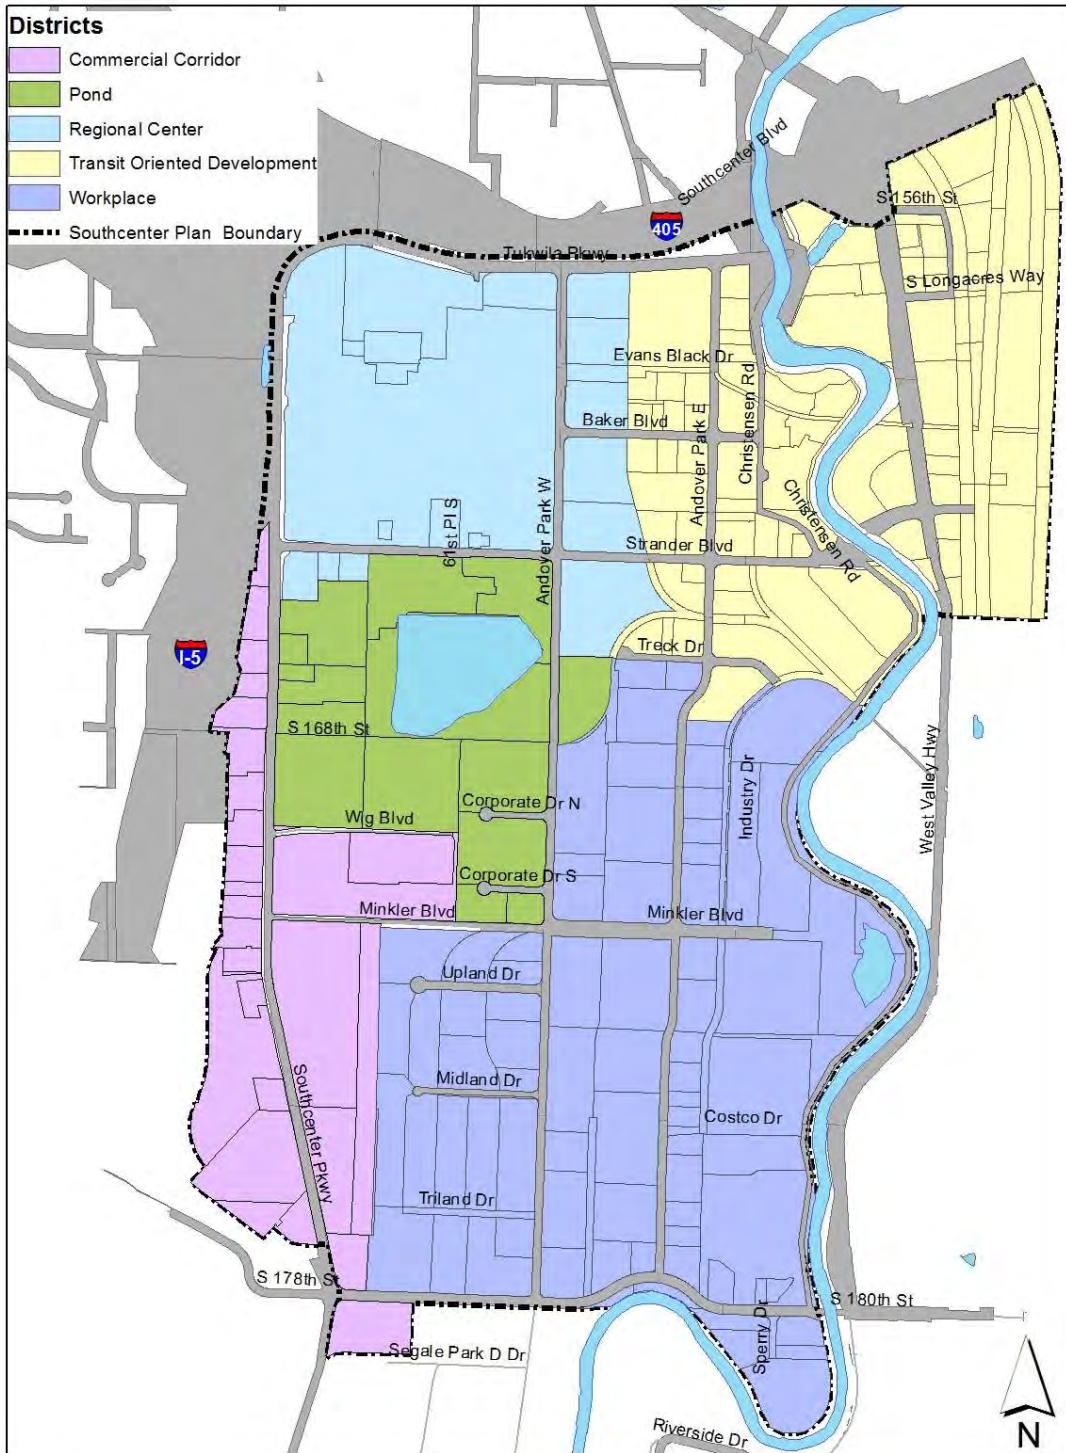 Districts
Commercial Corridor
Pond
Regional Center
Transit Oriented Development
Workplace
Southcenter Plan Boundary
Southcenter Blvd
405
Tukwila Pkwy
S 156th St
S Longacres Way
Evans Black Dr
Christensen Rd
Baker Blvd
Andover Park E
Christensen Rd
61st Pl S
Andover Park W
Strander Blvd
I-5
Treck Dr
S 168th St
Industry Dr
West Valley Hwy
Corporate Dr N
Wig Blvd
Corporate Dr S
Minkler Blvd
Minkler Blvd
Upland Dr
Midland Dr
Southcenter Pkwy
Costco Dr
Triland Dr
S 178th St
S 180th St
Sperry Dr
Segale Park D Dr
Riverside Dr
N